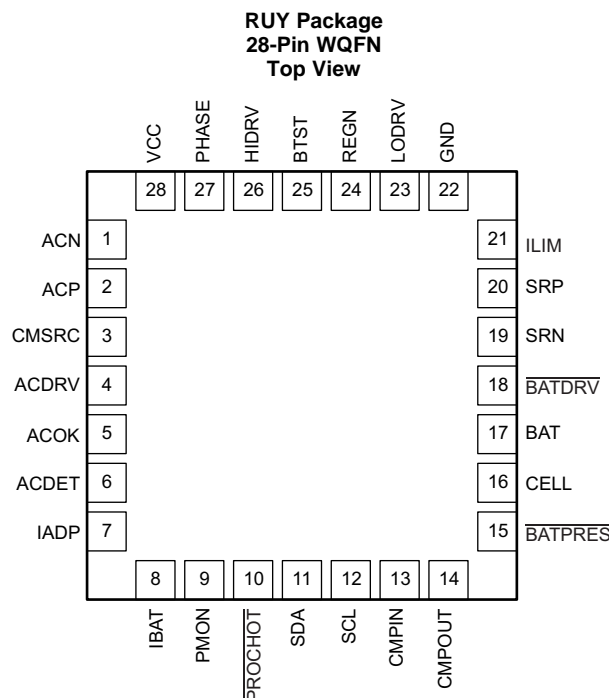 RUY Package
28-Pin WQFN
Top View
VCC
PHASE
HIDRV
BTST
REGN
LODRV
GND
28
27
26
25
24
23
22
ACN 1
ACP 2
CMSRC 3
ACDRV 4
ACOK 5
ACDET 6
IADP 7
21 ILIM
20 SRP
19 SRN
18 BATDRV
17 BAT
16 CELL
15 BATPRES
8
9
10
11
12
13
14
IBAT
PMON
PROCHOT
SDA
SCL
CMPIN
CMPOUT